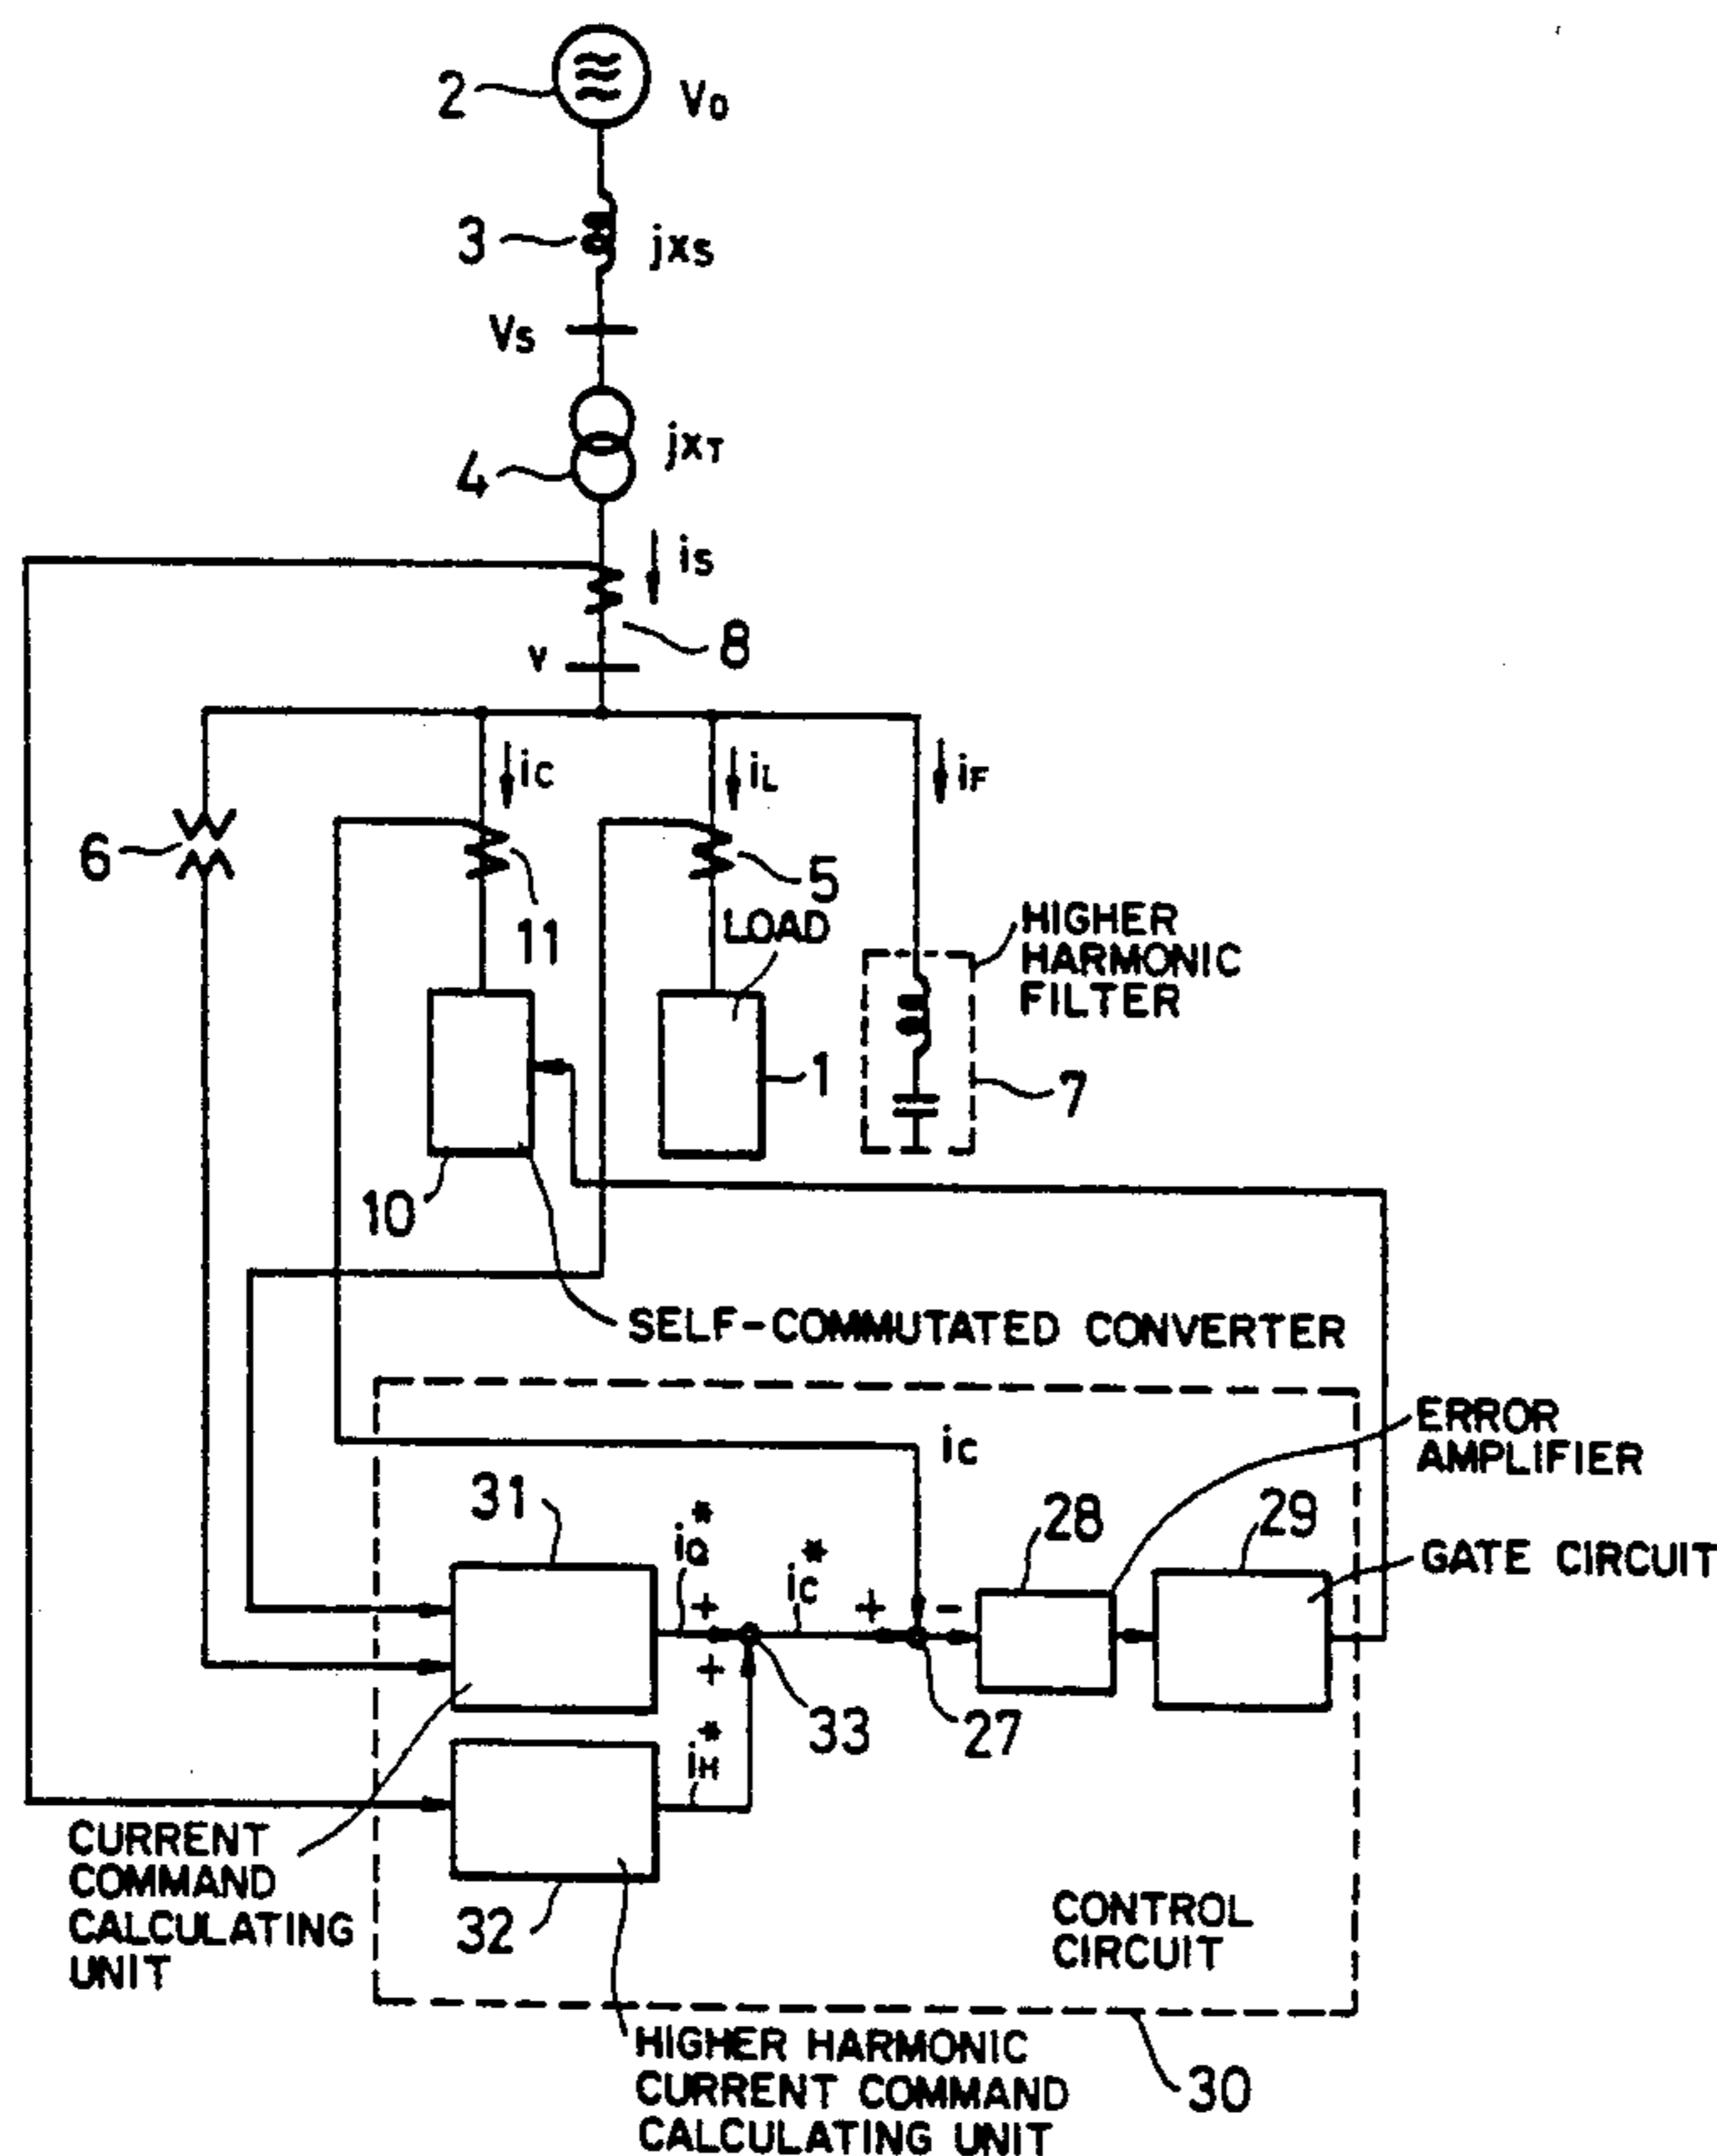 2
V0
3
jxS
VS
jxT
4
iS
8
v
iC
iL
iF
6
11
5
LOAD
HIGHER
HARMONIC
FILTER
1
7
10
SELF-COMMUTATED CONVERTER
iC
ERROR
AMPLIFIER
31
iQ*
iC*
28
29
GATE CIRCUIT
+
+
-
+
33
27
iH*
CURRENT
COMMAND
CALCULATING
UNIT
32
CONTROL
CIRCUIT
HIGHER HARMONIC
CURRENT COMMAND
CALCULATING UNIT
30